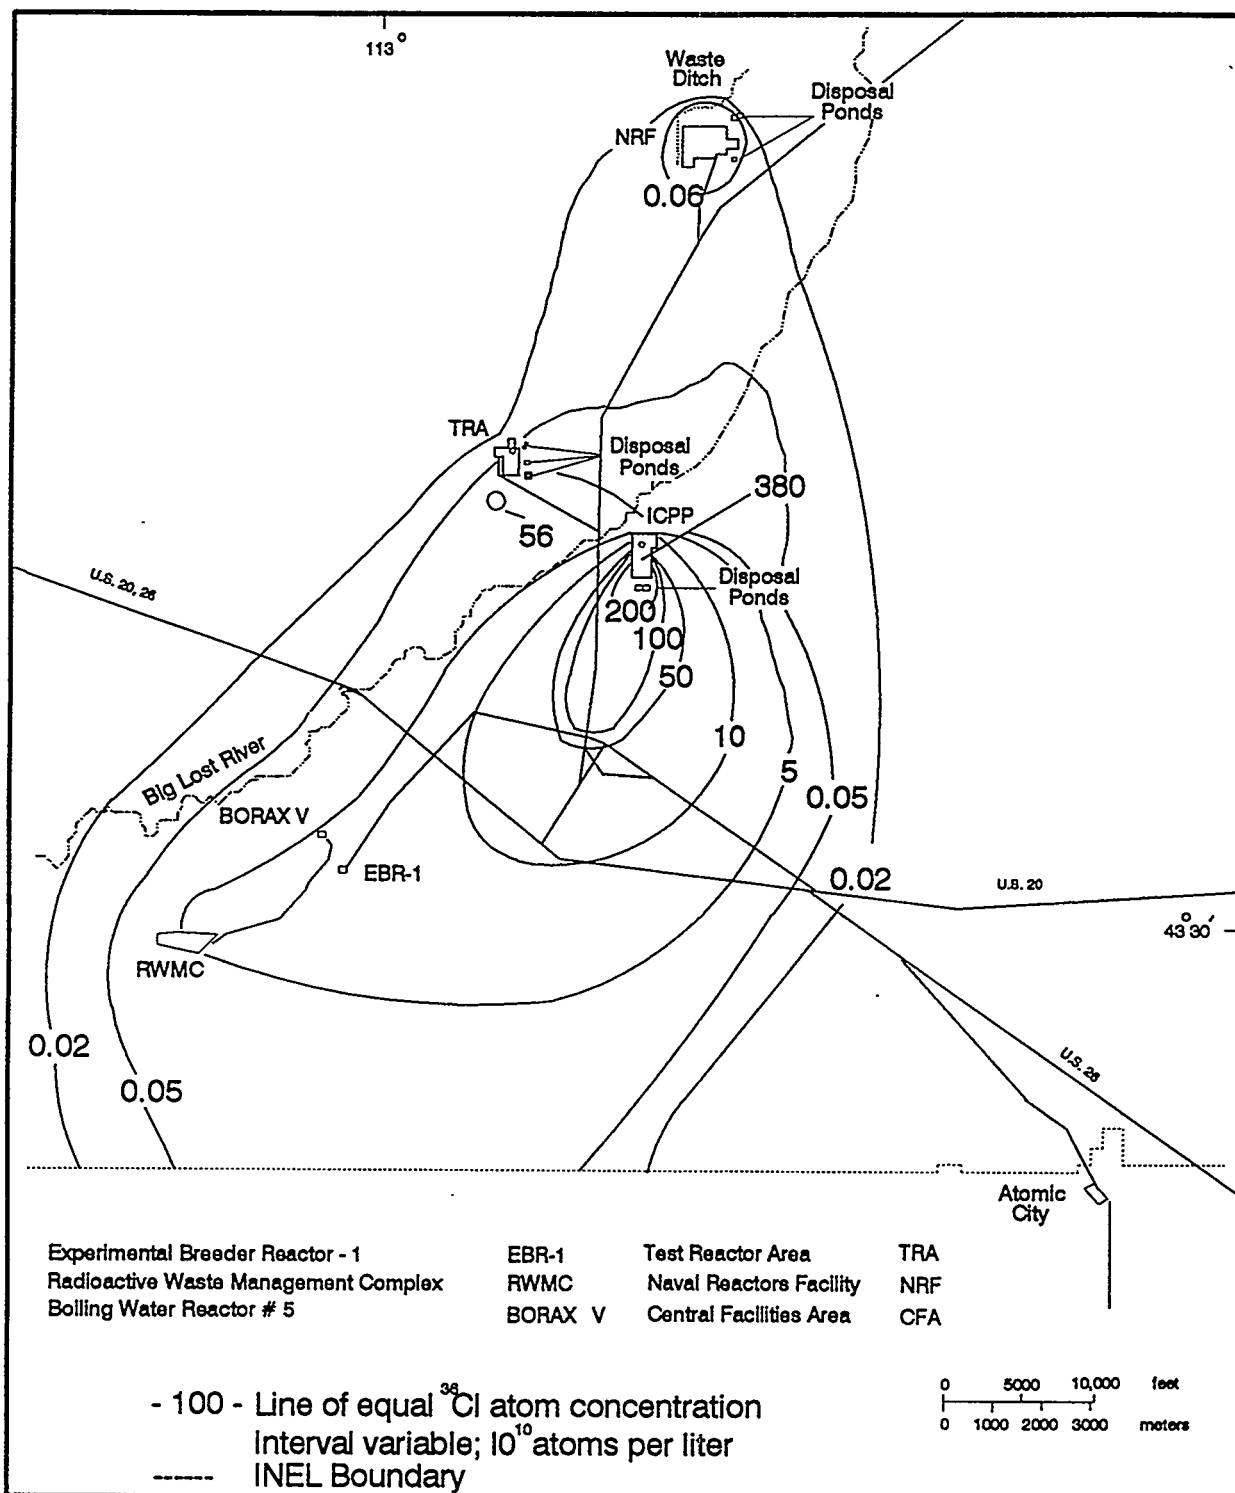 113°
Waste
Ditch
Disposal
Ponds
NRF
0.06
TRA
Disposal
Ponds
380
ICPP
56
Disposal
Ponds
U.S. 20, 26
200
100
50
10
5
0.05
Big Lost River
BORAX V
EBR-1
0.02
U.S. 20
43°30′
RWMC
0.02
0.05
U.S. 26
Atomic
City
Experimental Breeder Reactor - 1 EBR-1 Test Reactor Area TRA
Radioactive Waste Management Complex RWMC Naval Reactors Facility NRF
Boiling Water Reactor # 5 BORAX V Central Facilities Area CFA
- 100 - Line of equal ³⁶Cl atom concentration
Interval variable; 10¹⁰ atoms per liter
------ INEL Boundary
0 5000 10,000 feet
0 1000 2000 3000 meters